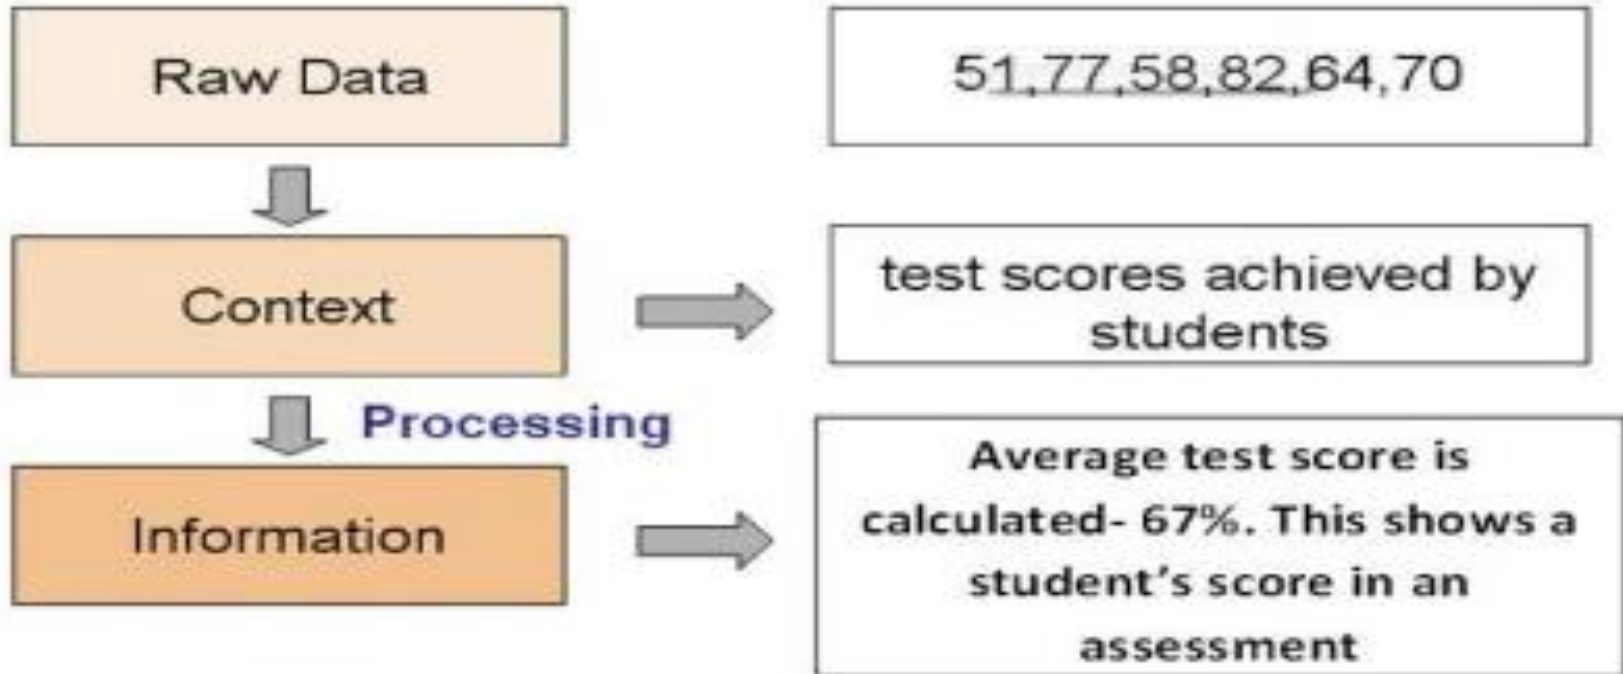 Raw Data
51,77,58,82,64,70
Context
test scores achieved by
students
Processing
Information
Average test score is
calculated- 67%. This shows a
student's score in an
assessment